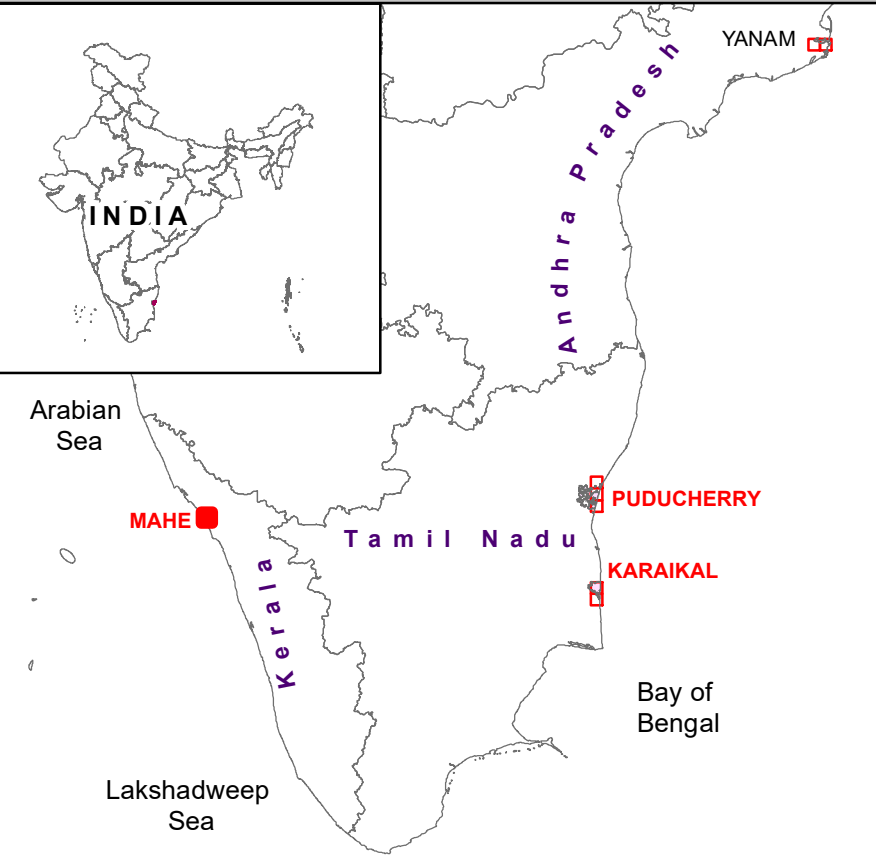 INDIA
YANAM
Andhra Pradesh
Arabian
Sea
MAHE
PUDUCHERRY
Tamil Nadu
KARAIKAL
Kerala
Bay of
Bengal
Lakshadweep
Sea